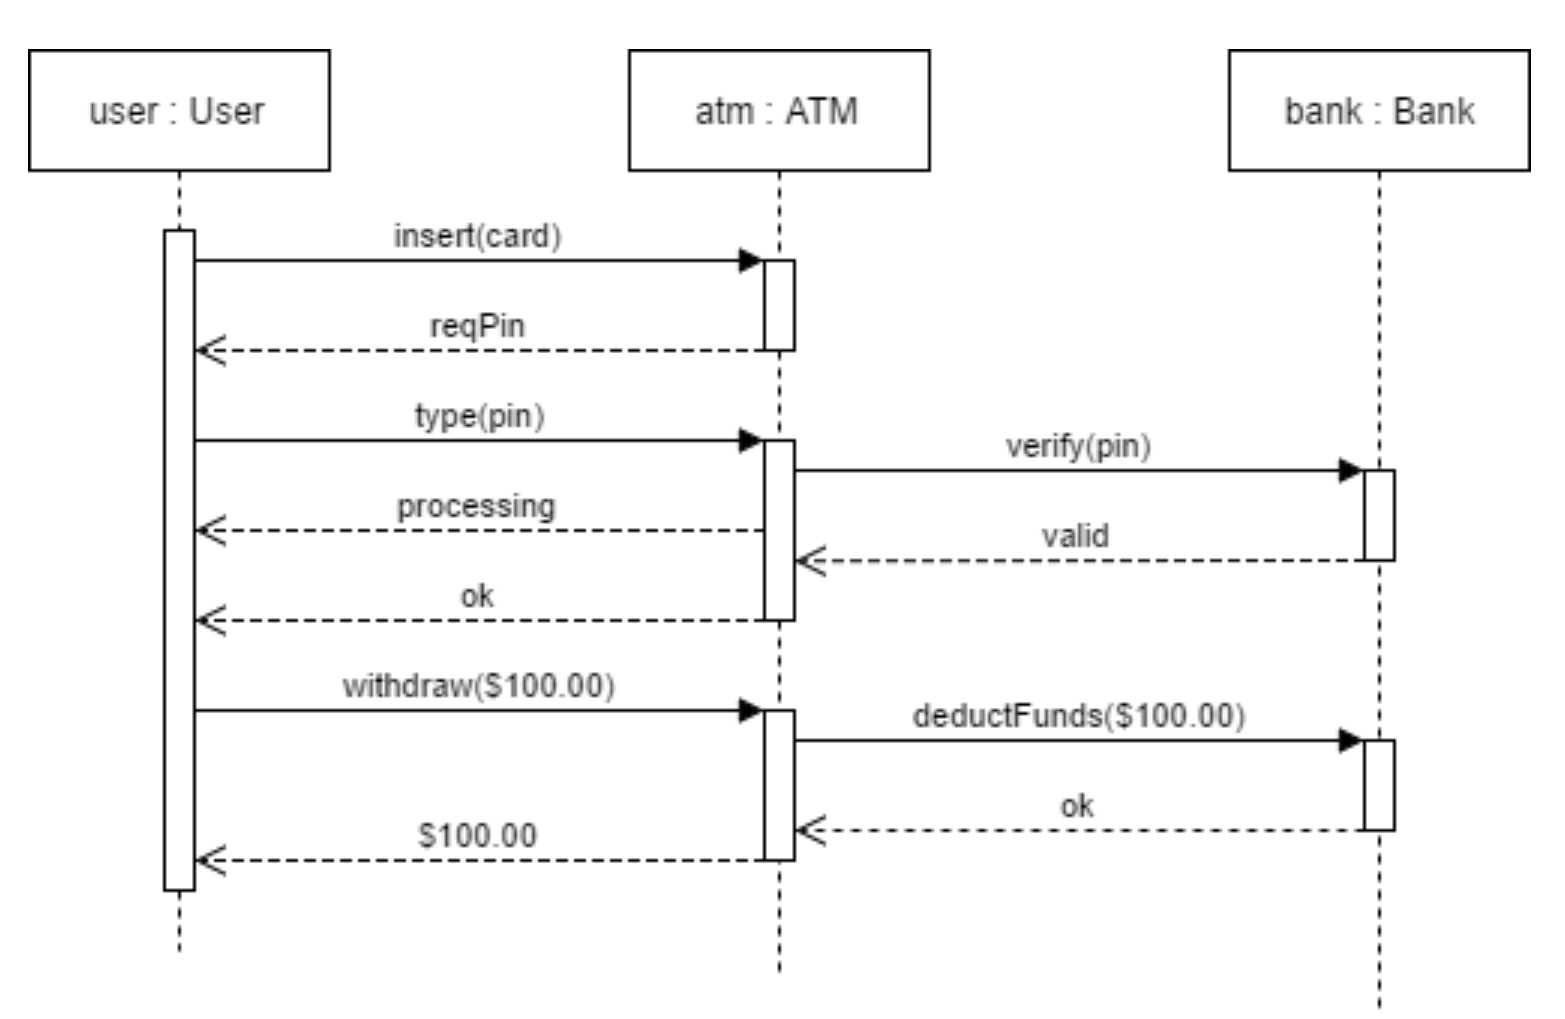 user : User
atm : ATM
bank : Bank
insert(card)
reqPin
type(pin)
verify(pin)
processing
valid
ok
withdraw($100.00)
deductFunds($100.00)
ok
$100.00